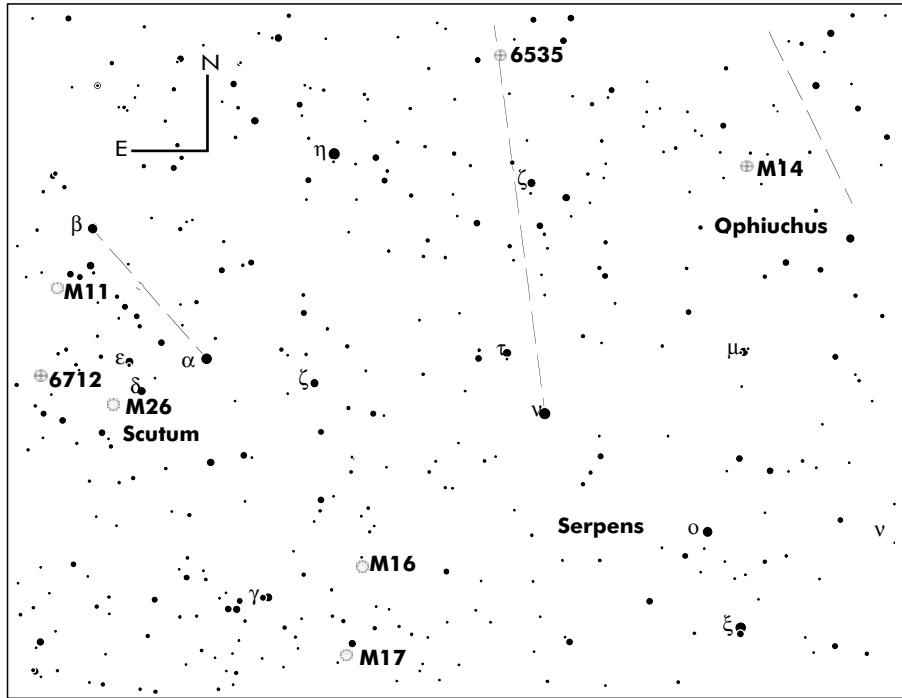 6535
N
E
η
M14
ζ
β
Ophiuchus
M11
τ
μ
ε
α
6712
δ
ζ
M26
ν
Scutum
Serpens
ο
ν
M16
γ
ξ
M17